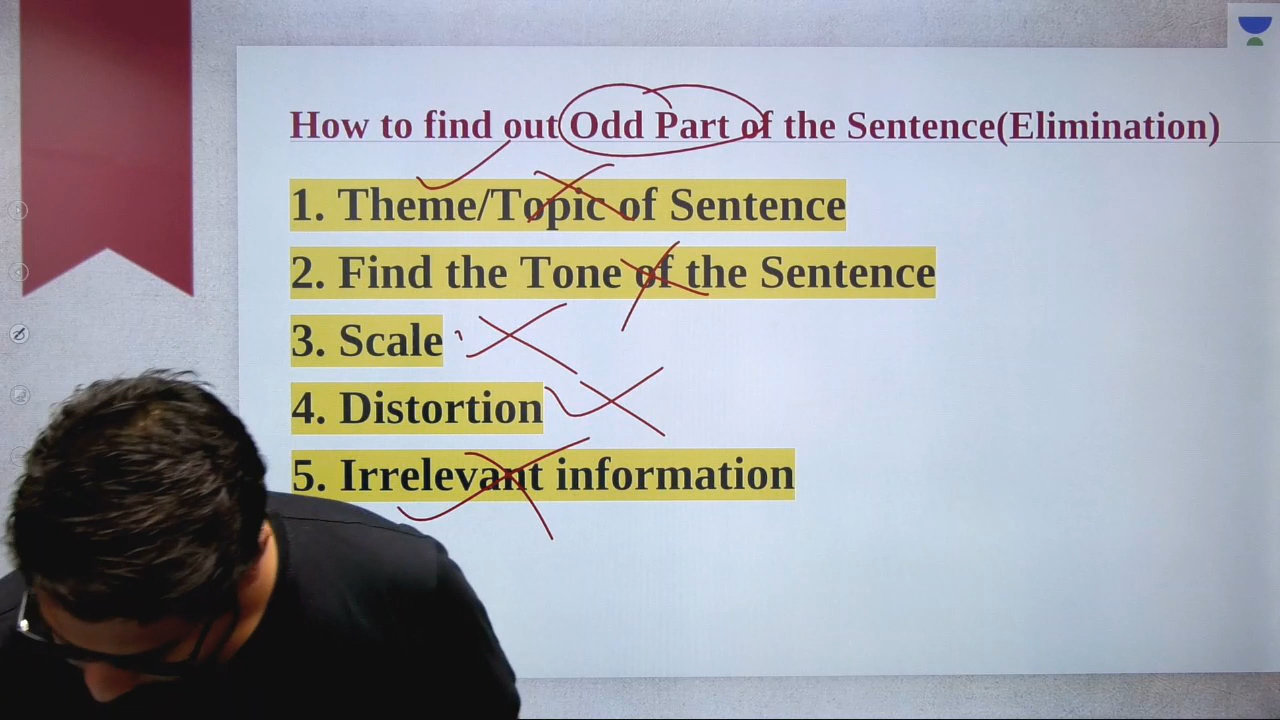 How to find out Odd Part of the Sentence(Elimination)
1. Theme/Topic of Sentence
2. Find the Tone of the Sentence
3. Scale
4. Distortion
5. Irrelevant information